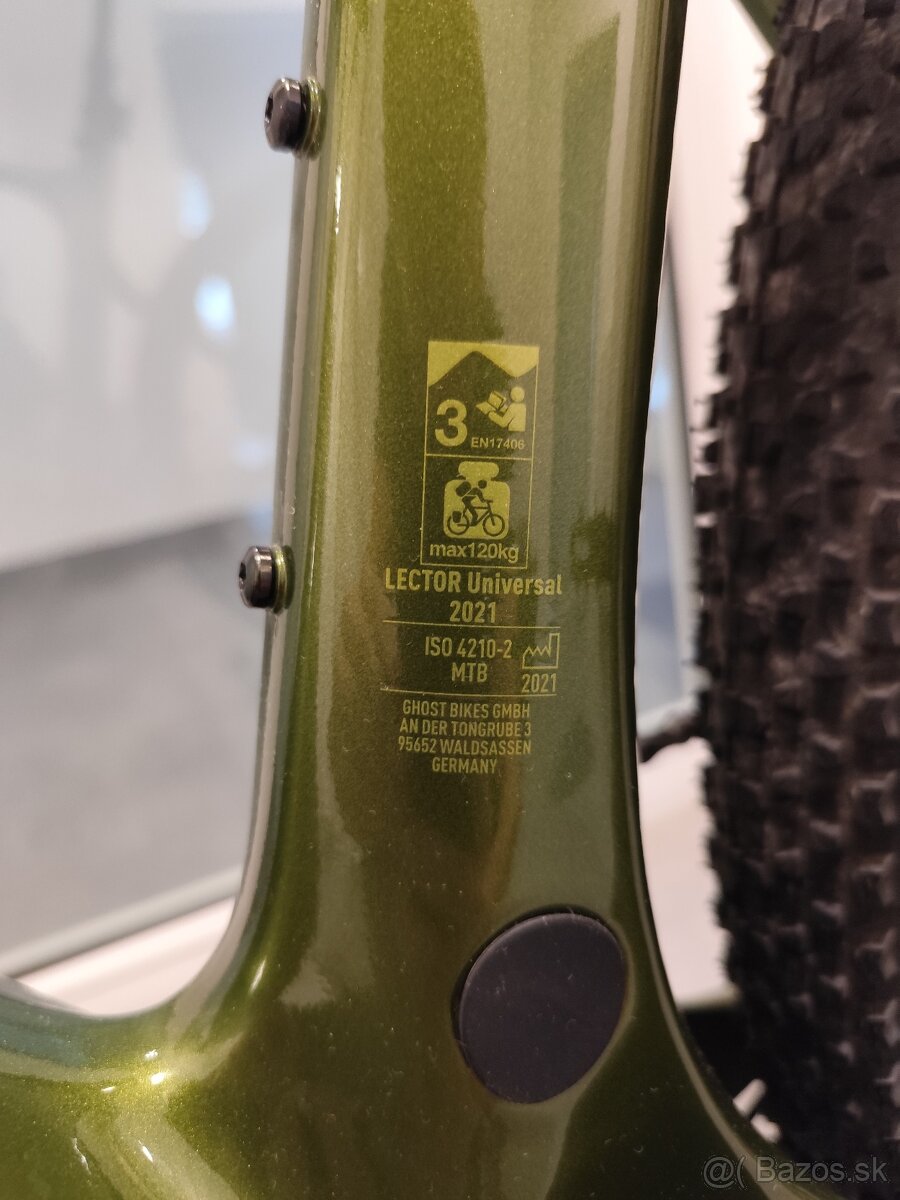 3
EN17406
max120kg
LECTOR Universal
2021
ISO 4210-2
MTB
2021
GHOST BIKES GMBH
AN DER TONGRUBE 3
95652 WALDSASSEN
GERMANY
@( Bazos.sk